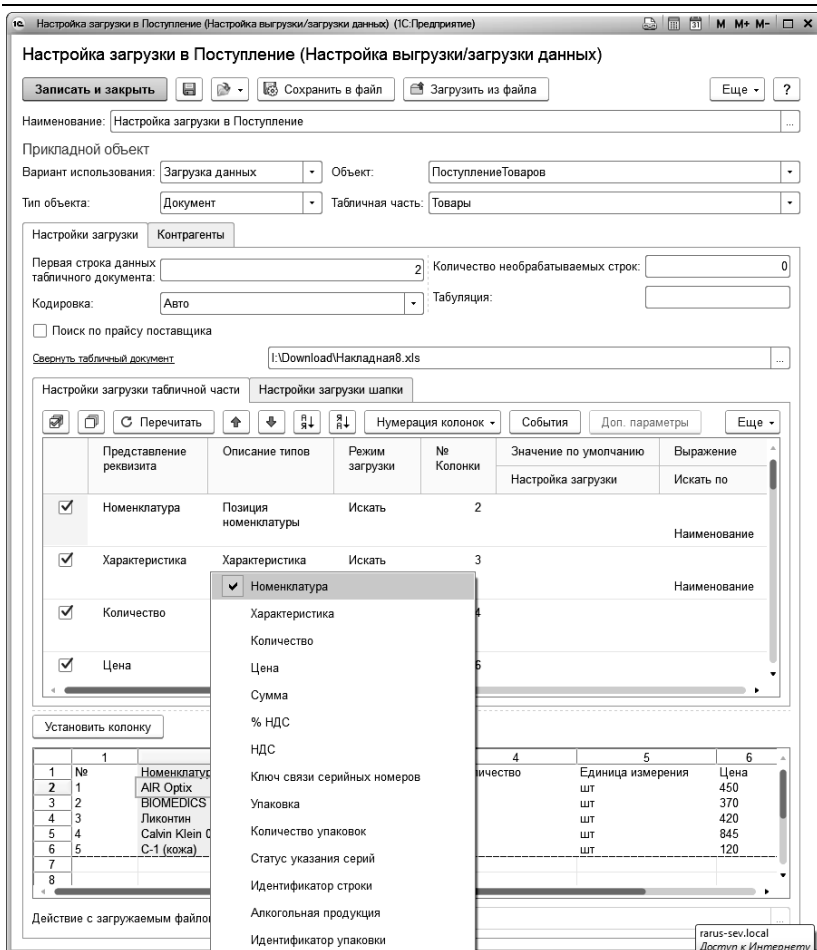 Настройка загрузки в Поступление (Настройка выгрузки/загрузки данных) (1С:Предприятие) M M+ M-
Настройка загрузки в Поступление (Настройка выгрузки/загрузки данных)
Записать и закрыть Сохранить в файл Загрузить из файла Еще ?
Наименование: Настройка загрузки в Поступление ...
Прикладной объект
Вариант использования: Загрузка данных Объект: ПоступлениеТоваров
Тип объекта: Документ Табличная часть: Товары
Настройки загрузки Контрагенты
Первая строка данных
табличного документа: 2 Количество необрабатываемых строк: 0
Кодировка: Авто Табуляция:
Поиск по прайсу поставщика
Свернуть табличный документ I:\Download\Накладная8.xls ...
Настройки загрузки табличной части Настройки загрузки шапки
Перечитать Нумерация колонок События Доп. параметры Еще
Представление реквизита Описание типов Режим загрузки № Колонки Значение по умолчанию Выражение
Настройка загрузки Искать по
Номенклатура Позиция номенклатуры Искать 2
Наименование
Характеристика Характеристика Искать 3
Наименование
Количество 4
Цена 6
Номенклатура
Характеристика
Количество
Цена
Сумма
% НДС
НДС
Ключ связи серийных номеров
Упаковка
Количество упаковок
Статус указания серий
Идентификатор строки
Алкогольная продукция
Идентификатор упаковки
Установить колонку
1 4 5 6
1 № Номенклатур ичество Единица измерения Цена
2 1 AIR Optix шт 450
3 2 BIOMEDICS шт 370
4 3 Ликонтин шт 420
5 4 Calvin Klein шт 845
6 5 С-1 (кожа) шт 120
7
8
Действие с загружаемым файло ...
rarus-sev.local
Доступ к Интернету